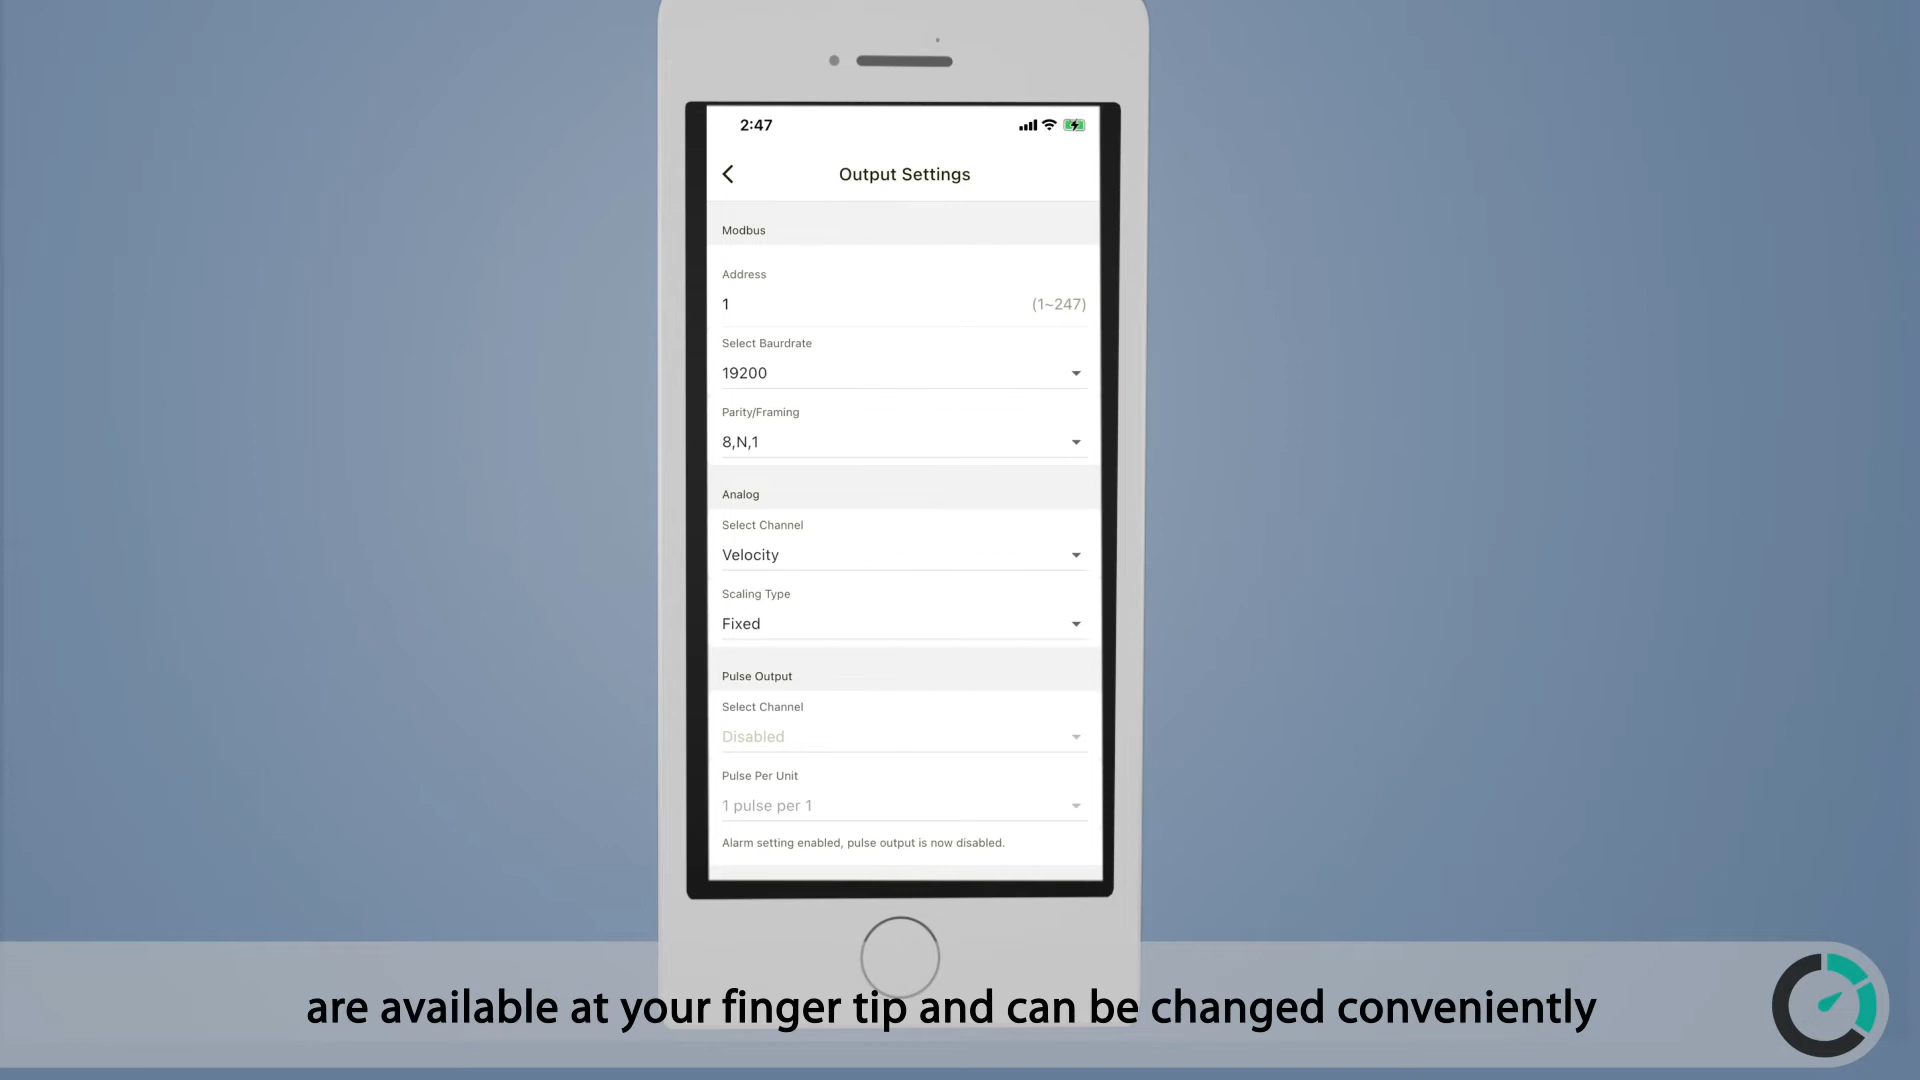 2:47
Output Settings
Modbus
Address
1 (1~247)
Select Baurdrate
19200
Parity/Framing
8,N,1
Analog
Select Channel
Velocity
Scaling Type
Fixed
Pulse Output
Select Channel
Disabled
Pulse Per Unit
1 pulse per 1
Alarm setting enabled, pulse output is now disabled.
are available at your finger tip and can be changed conveniently